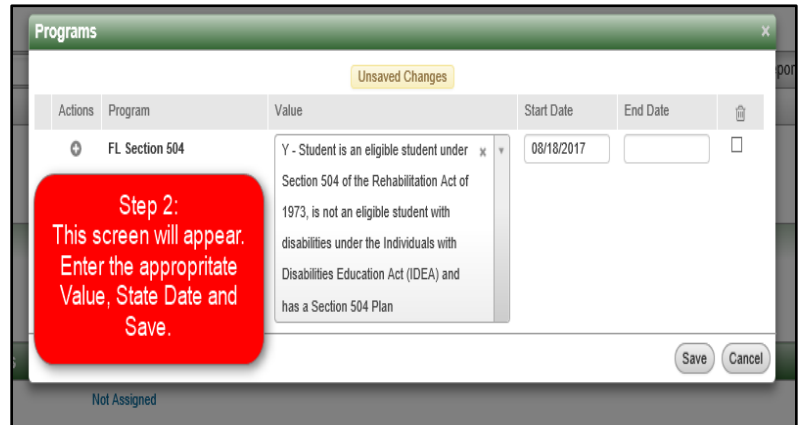 Programs
x
Unsaved Changes
Actions Program Value Start Date End Date
FL Section 504
Y - Student is an eligible student under x
Section 504 of the Rehabilitation Act of
1973, is not an eligible student with
disabilities under the Individuals with
Disabilities Education Act (IDEA) and
has a Section 504 Plan
08/18/2017
Step 2:
This screen will appear.
Enter the appropritate
Value, State Date and
Save.
Save Cancel
Not Assigned